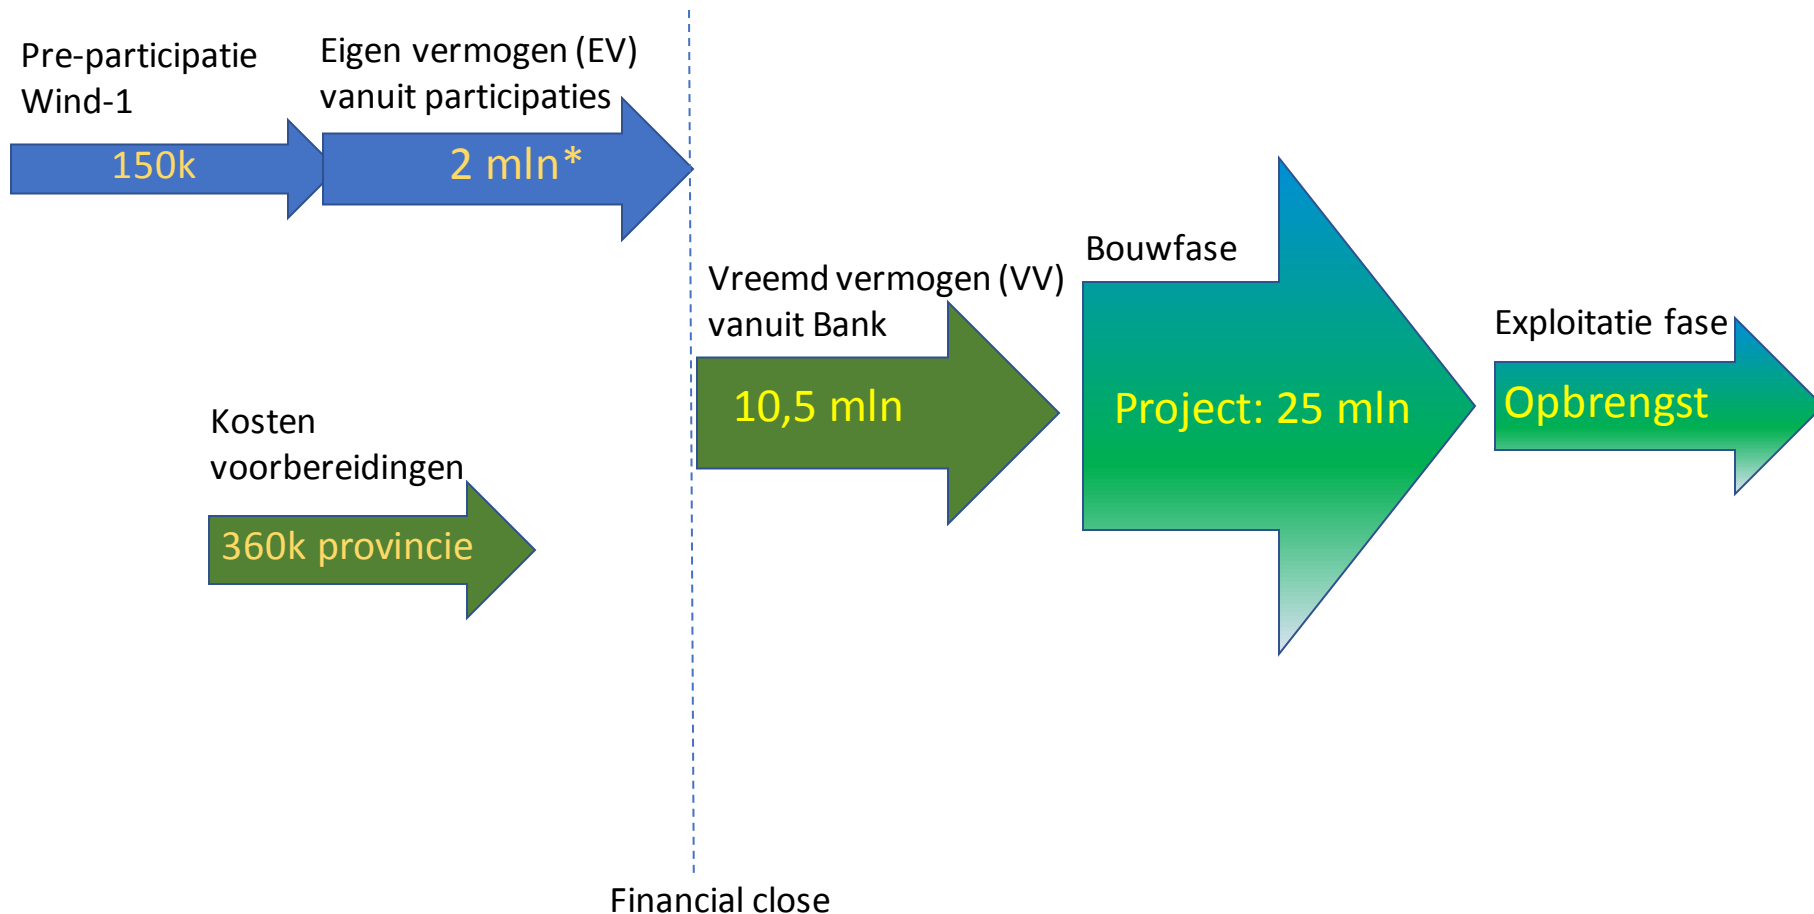 Pre-participatie
Wind-1
150k
Eigen vermogen (EV)
vanuit participaties
2 mln*
Kosten
voorbereidingen
360k provincie
Vreemd vermogen (VV)
vanuit Bank
10,5 mln
Bouwfase
Project: 25 mln
Exploitatie fase
Opbrengst
Financial close